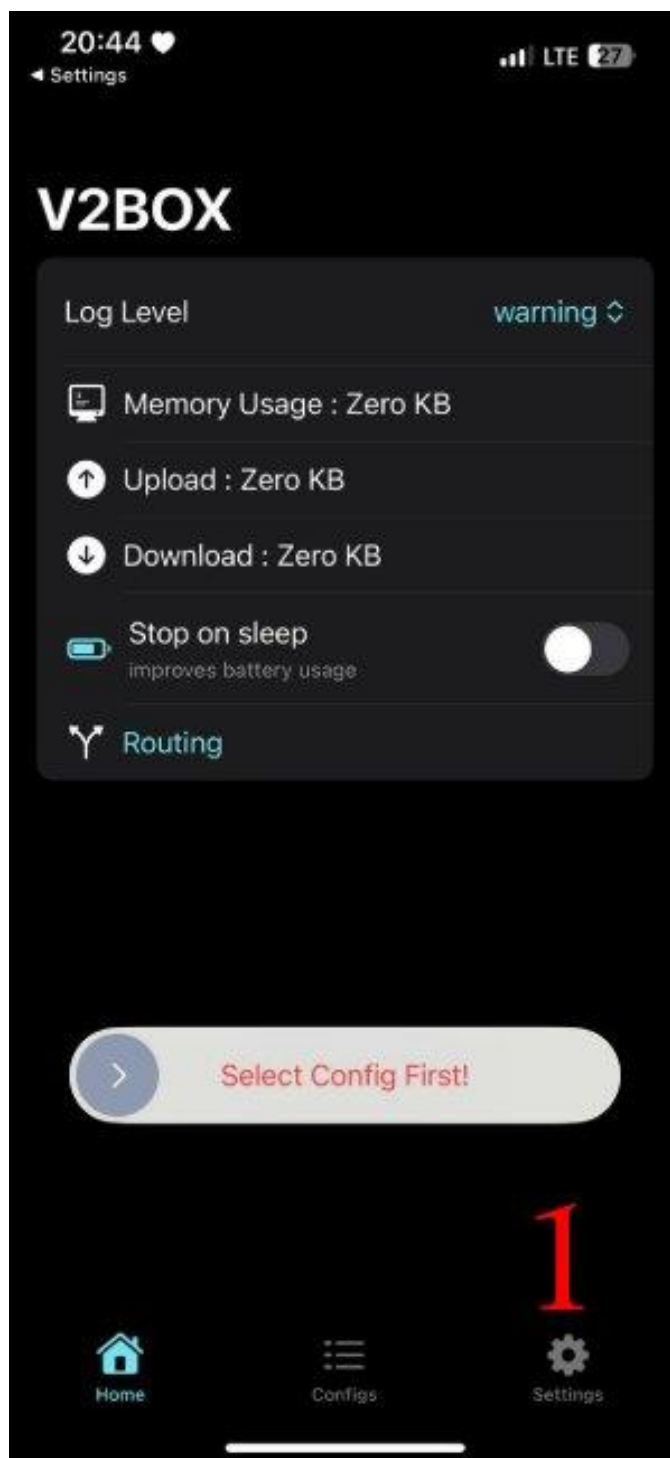 20:44
LTE 27
◀ Settings
V2BOX
Log Level warning
Memory Usage : Zero KB
Upload : Zero KB
Download : Zero KB
Stop on sleep
improves battery usage
Routing
Select Config First!
1
Home Configs Settings